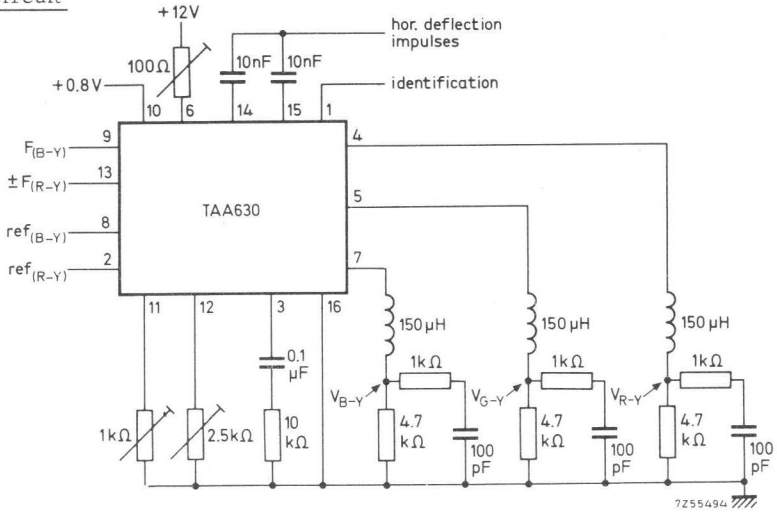 circuit
+12V
hor. deflection
impulses
100Ω
10nF
10nF
+0.8V
identification
10
6
14
15
1
9
4
F(B-Y)
13
±F(R-Y)
5
TAA630
8
ref(B-Y)
2
7
ref(R-Y)
11
12
3
16
150μH
150μH
150μH
0.1
μF
1kΩ
1kΩ
1kΩ
VB-Y
VG-Y
VR-Y
1kΩ
2.5kΩ
10
kΩ
4.7
kΩ
4.7
kΩ
4.7
kΩ
100
pF
100
pF
100
pF
7Z55494